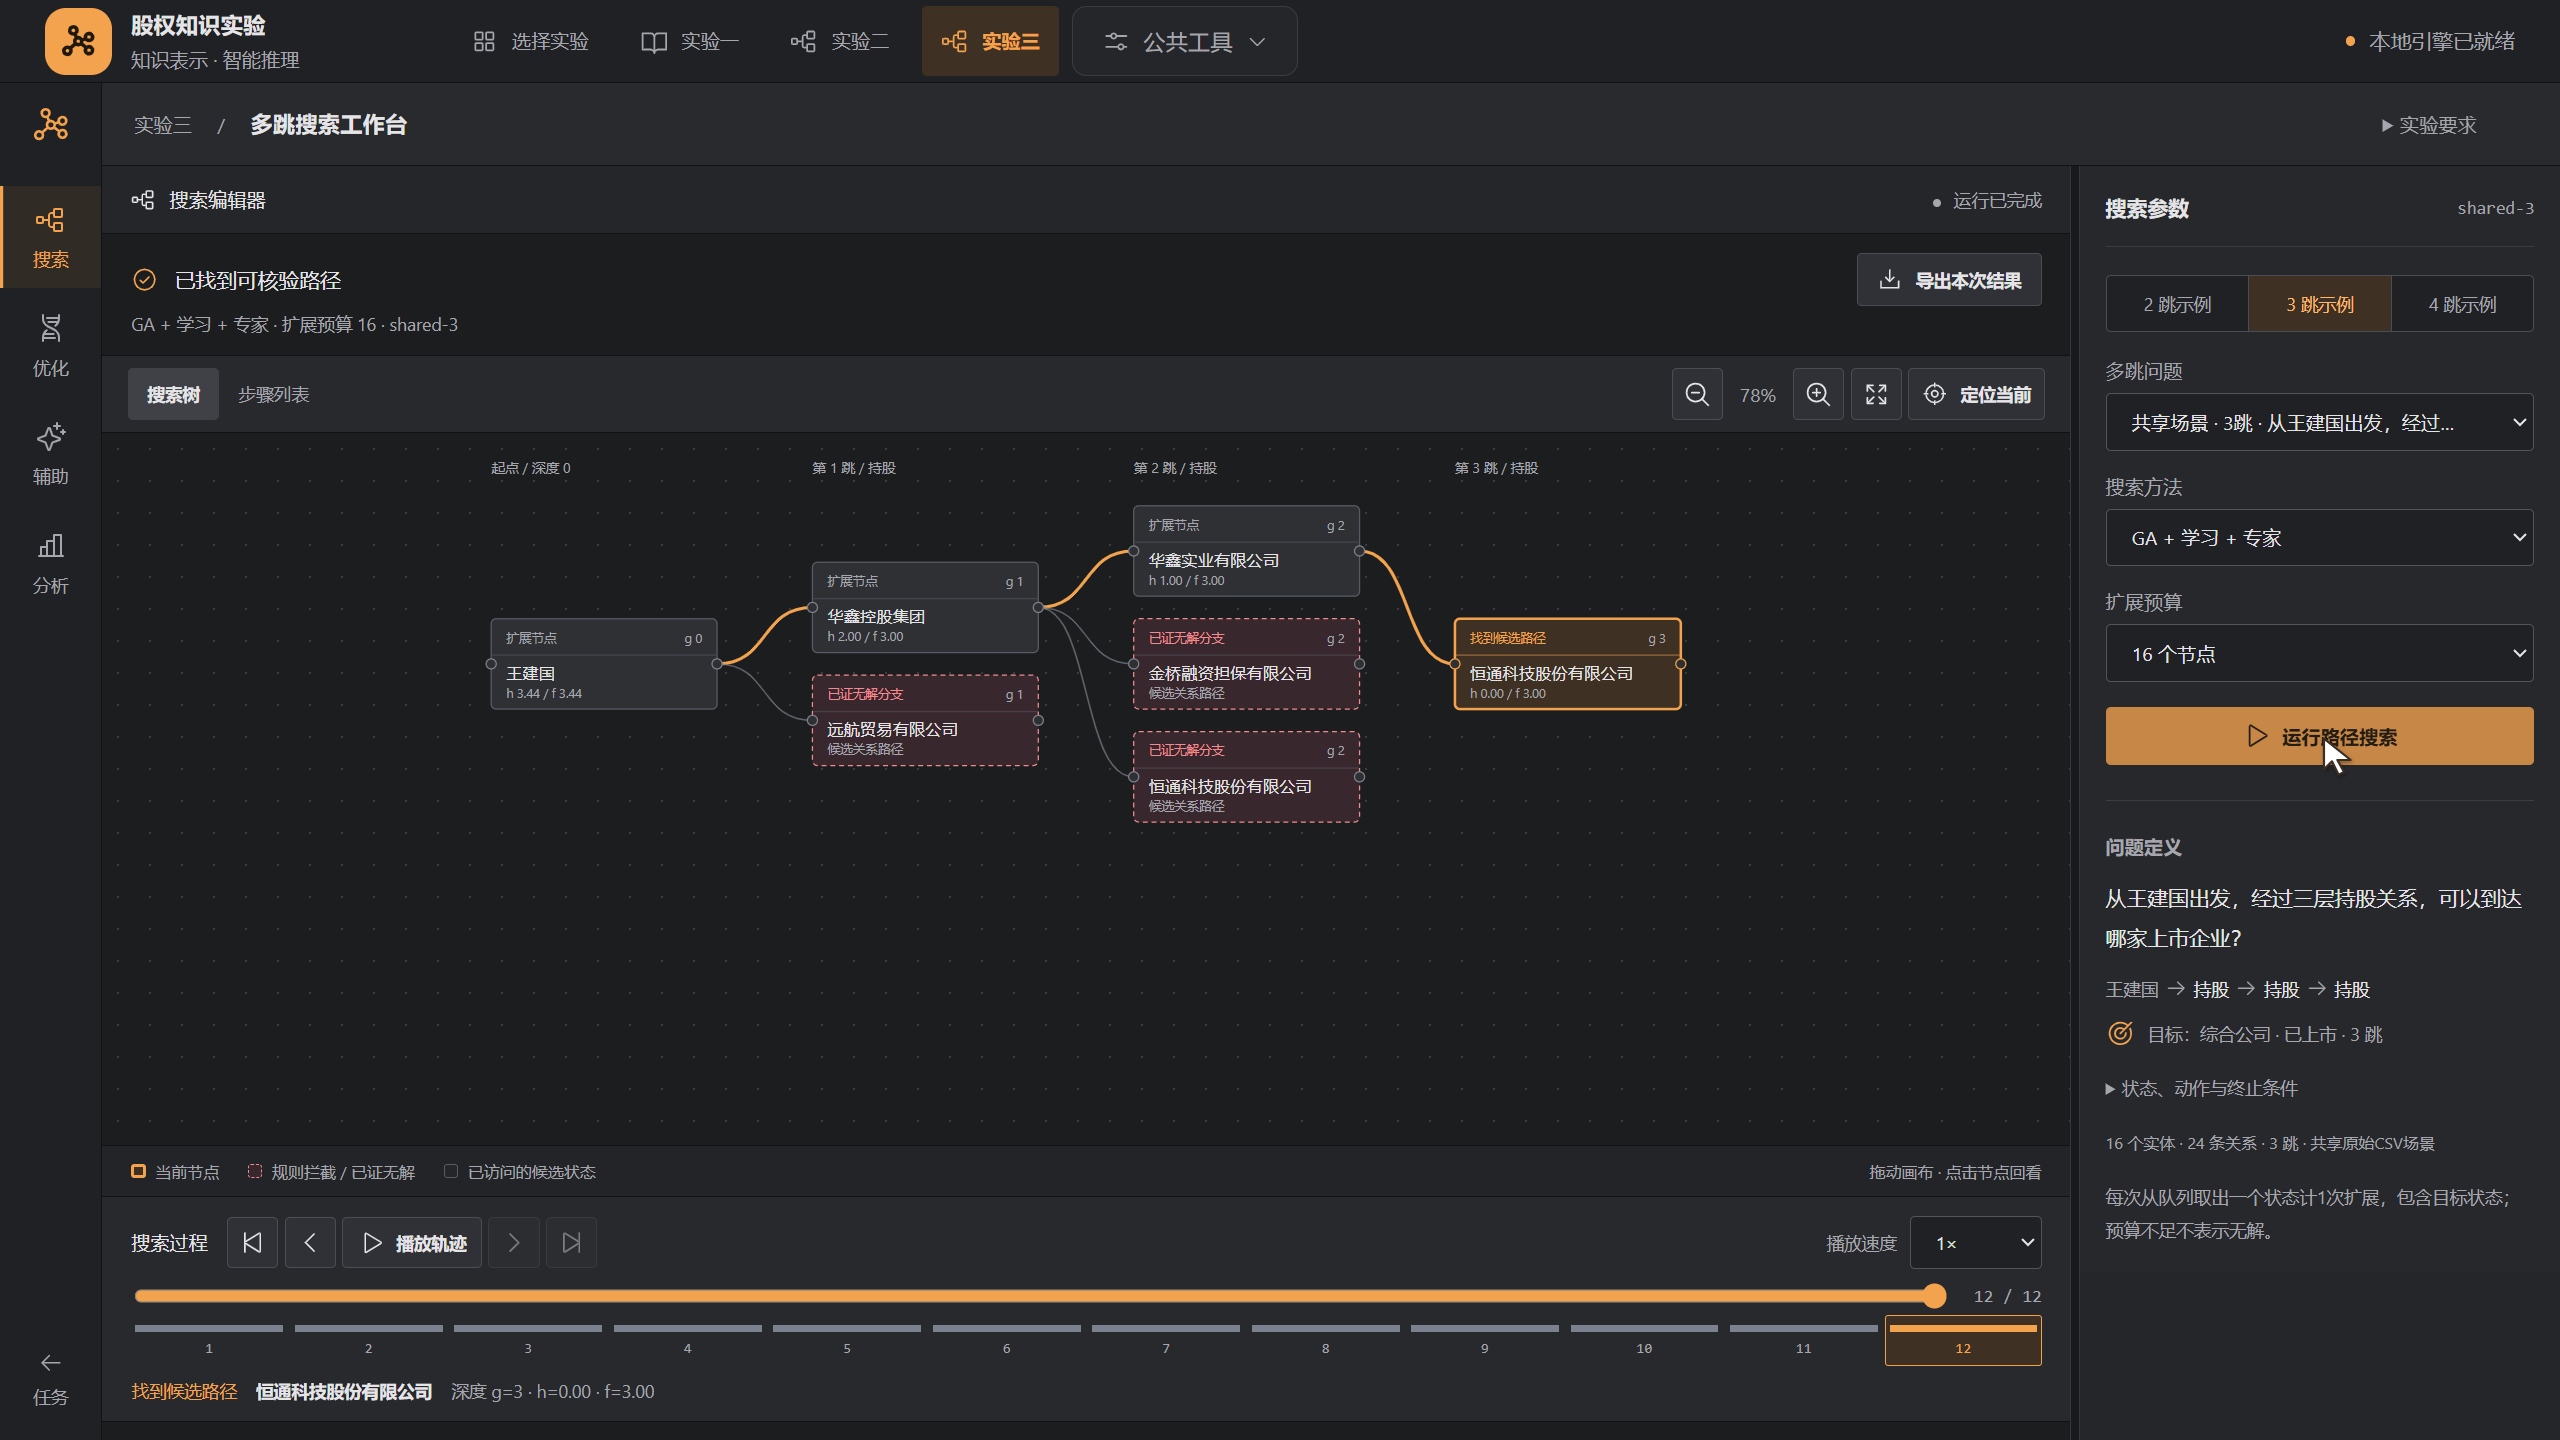 股权知识实验
知识表示 · 智能推理
选择实验
实验一
实验二
实验三
公共工具
本地引擎已就绪
实验三 / 多跳搜索工作台
▶ 实验要求
搜索
优化
辅助
分析
任务
搜索编辑器
运行已完成
已找到可核验路径
GA + 学习 + 专家 · 扩展预算 16 · shared-3
导出本次结果
搜索树
步骤列表
78%
定位当前
起点 / 深度 0
第 1 跳 / 持股
第 2 跳 / 持股
第 3 跳 / 持股
扩展节点 g 0
王建国
h 3.44 / f 3.44
扩展节点 g 1
华鑫控股集团
h 2.00 / f 3.00
已证无解分支 g 1
远航贸易有限公司
候选关系路径
扩展节点 g 2
华鑫实业有限公司
h 1.00 / f 3.00
已证无解分支 g 2
金桥融资担保有限公司
候选关系路径
已证无解分支 g 2
恒通科技股份有限公司
候选关系路径
找到候选路径 g 3
恒通科技股份有限公司
h 0.00 / f 3.00
当前节点
规则拦截 / 已证无解
已访问的候选状态
拖动画布 · 点击节点回看
搜索过程
播放轨迹
播放速度
1×
12 / 12
1 2 3 4 5 6 7 8 9 10 11 12
找到候选路径 恒通科技股份有限公司 深度 g=3 · h=0.00 · f=3.00
搜索参数
shared-3
2 跳示例
3 跳示例
4 跳示例
多跳问题
共享场景 · 3跳 · 从王建国出发，经过...
搜索方法
GA + 学习 + 专家
扩展预算
16 个节点
运行路径搜索
问题定义
从王建国出发，经过三层持股关系，可以到达
哪家上市企业？
王建国 → 持股 → 持股 → 持股
目标：综合公司 · 已上市 · 3 跳
▶ 状态、动作与终止条件
16 个实体 · 24 条关系 · 3 跳 · 共享原始CSV场景
每次从队列取出一个状态计1次扩展，包含目标状态；
预算不足不表示无解。